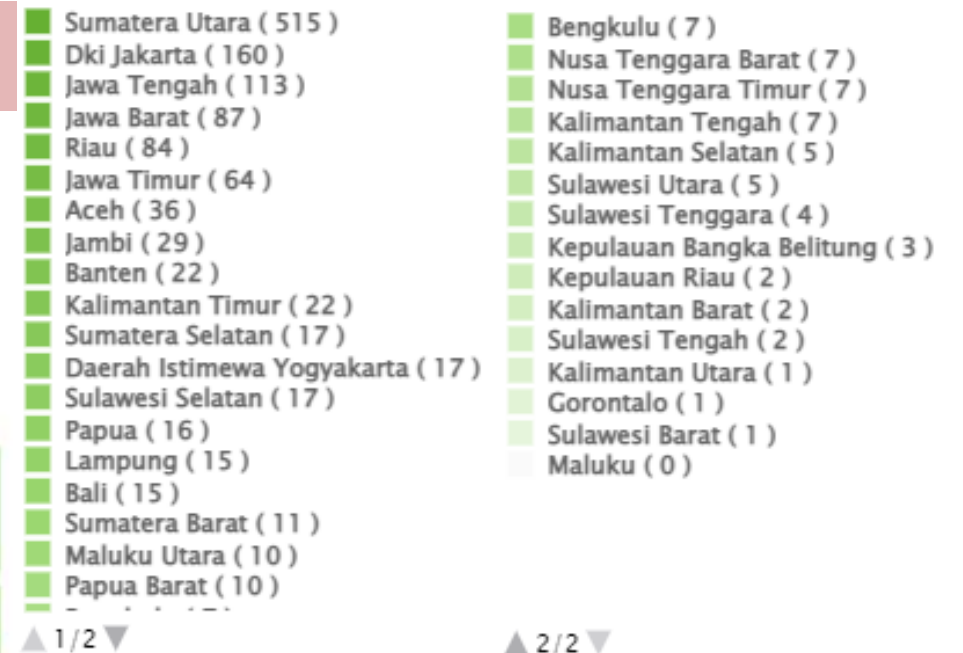 Sumatera Utara ( 515 )
Dki Jakarta ( 160 )
Jawa Tengah ( 113 )
Jawa Barat ( 87 )
Riau ( 84 )
Jawa Timur ( 64 )
Aceh ( 36 )
Jambi ( 29 )
Banten ( 22 )
Kalimantan Timur ( 22 )
Sumatera Selatan ( 17 )
Daerah Istimewa Yogyakarta ( 17 )
Sulawesi Selatan ( 17 )
Papua ( 16 )
Lampung ( 15 )
Bali ( 15 )
Sumatera Barat ( 11 )
Maluku Utara ( 10 )
Papua Barat ( 10 )
1/2
Bengkulu ( 7 )
Nusa Tenggara Barat ( 7 )
Nusa Tenggara Timur ( 7 )
Kalimantan Tengah ( 7 )
Kalimantan Selatan ( 5 )
Sulawesi Utara ( 5 )
Sulawesi Tenggara ( 4 )
Kepulauan Bangka Belitung ( 3 )
Kepulauan Riau ( 2 )
Kalimantan Barat ( 2 )
Sulawesi Tengah ( 2 )
Kalimantan Utara ( 1 )
Gorontalo ( 1 )
Sulawesi Barat ( 1 )
Maluku ( 0 )
2/2